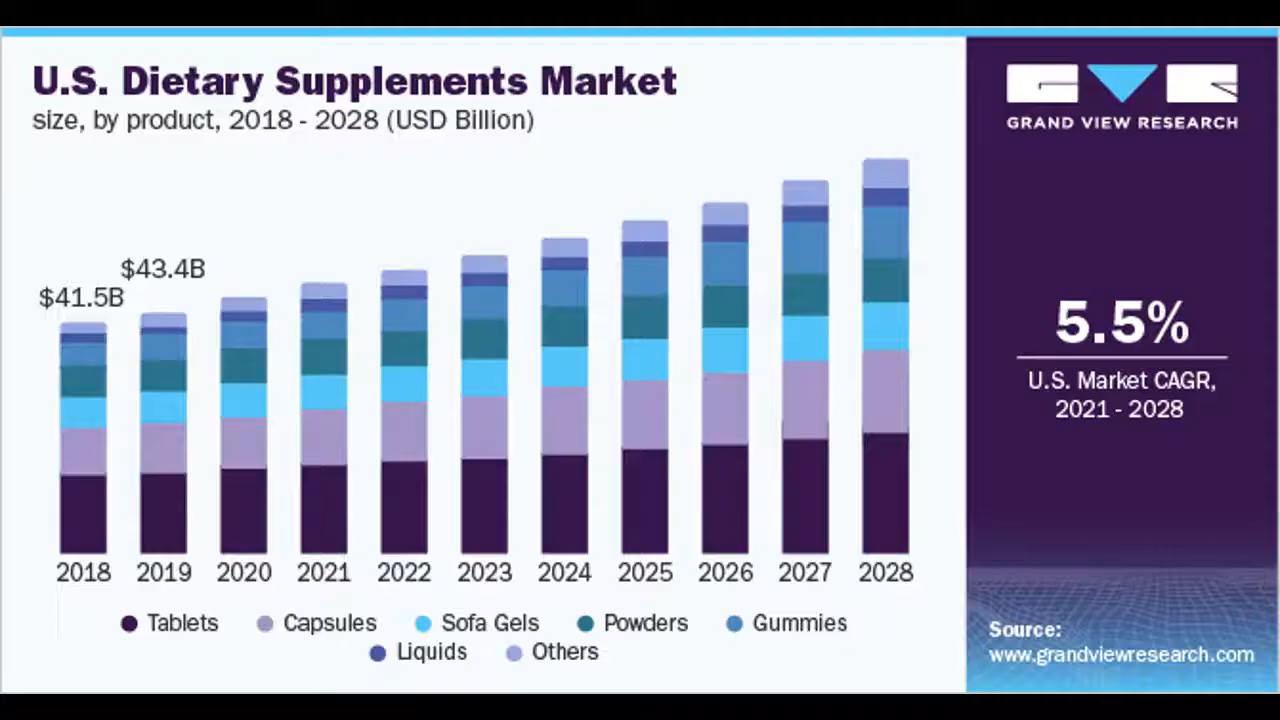 U.S. Dietary Supplements Market
size, by product, 2018 - 2028 (USD Billion)
$41.5B
$43.4B
2018 2019 2020 2021 2022 2023 2024 2025 2026 2027 2028
Tablets Capsules Sofa Gels Powders Gummies
Liquids Others
GRAND VIEW RESEARCH
5.5%
U.S. Market CAGR,
2021 - 2028
Source:
www.grandviewresearch.com